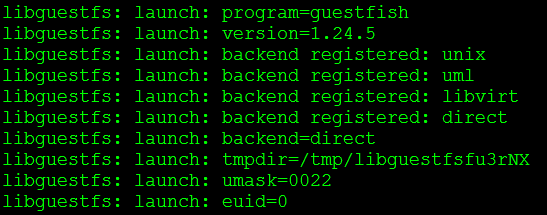 libguestfs: launch: program=guestfish
libguestfs: launch: version=1.24.5
libguestfs: launch: backend registered: unix
libguestfs: launch: backend registered: uml
libguestfs: launch: backend registered: libvirt
libguestfs: launch: backend registered: direct
libguestfs: launch: backend=direct
libguestfs: launch: tmpdir=/tmp/libguestfsfu3rNX
libguestfs: launch: umask=0022
libguestfs: launch: euid=0